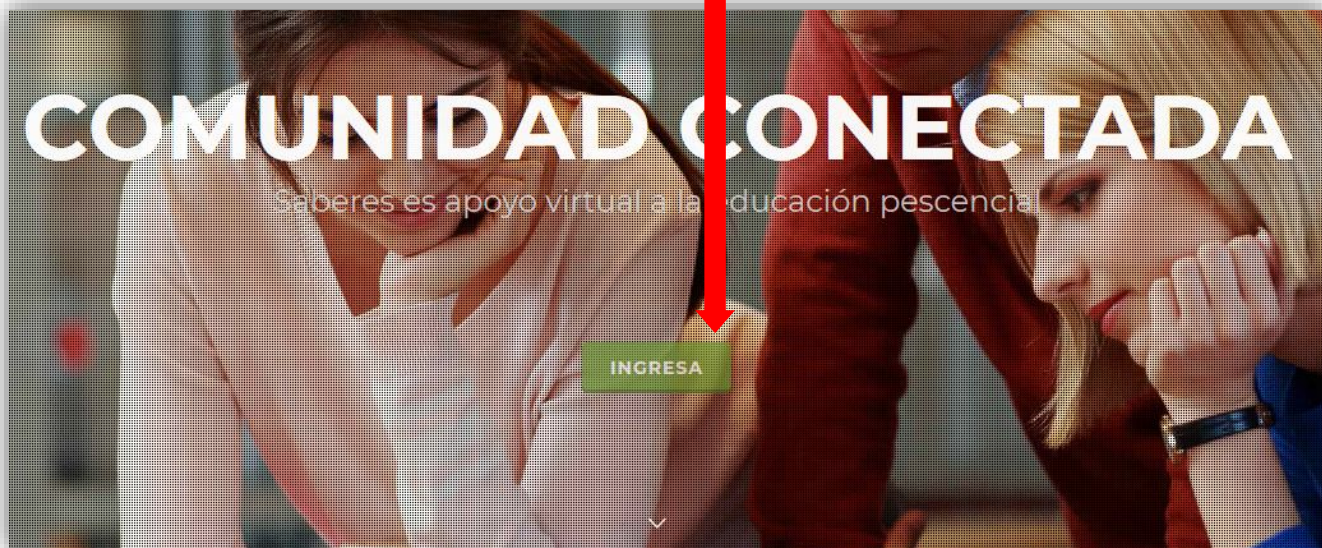 COMUNIDAD CONECTADA
Saberes es apoyo virtual a la educación pescencial
INGRESA